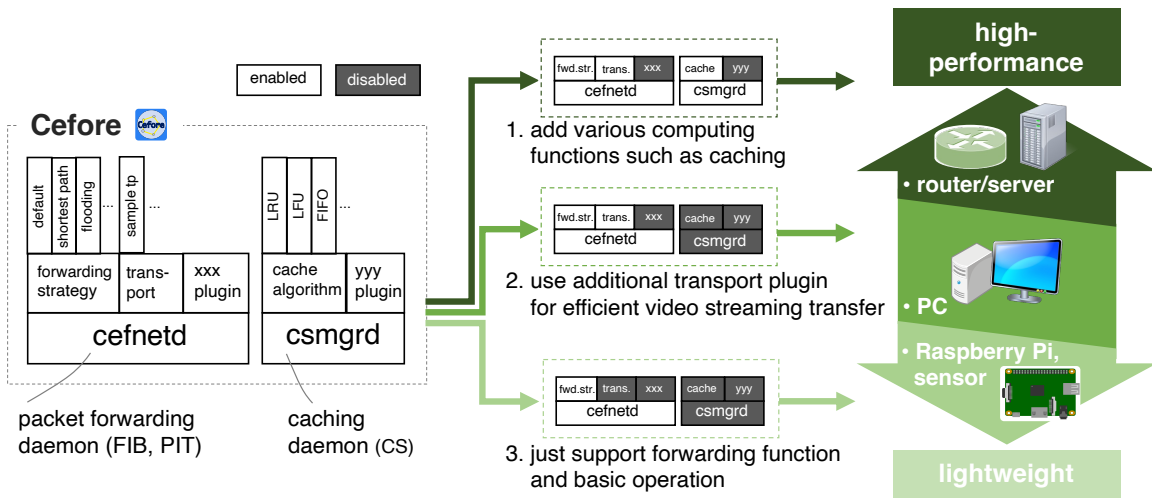 enabled
disabled
Cefore
Cefore
default
shortest path
flooding
...
sample tp
...
LRU
LFU
FIFO
...
forwarding
strategy
trans-
port
xxx
plugin
cefnetd
cache
algorithm
yyy
plugin
csmgrd
packet forwarding
daemon (FIB, PIT)
caching
daemon (CS)
fwd.str.
trans.
xxx
cefnetd
cache
yyy
csmgrd
1. add various computing
functions such as caching
fwd.str.
trans.
xxx
cefnetd
cache
yyy
csmgrd
2. use additional transport plugin
for efficient video streaming transfer
fwd.str.
trans.
xxx
cefnetd
cache
yyy
csmgrd
3. just support forwarding function
and basic operation
high-
performance
• router/server
• PC
• Raspberry Pi,
sensor
lightweight